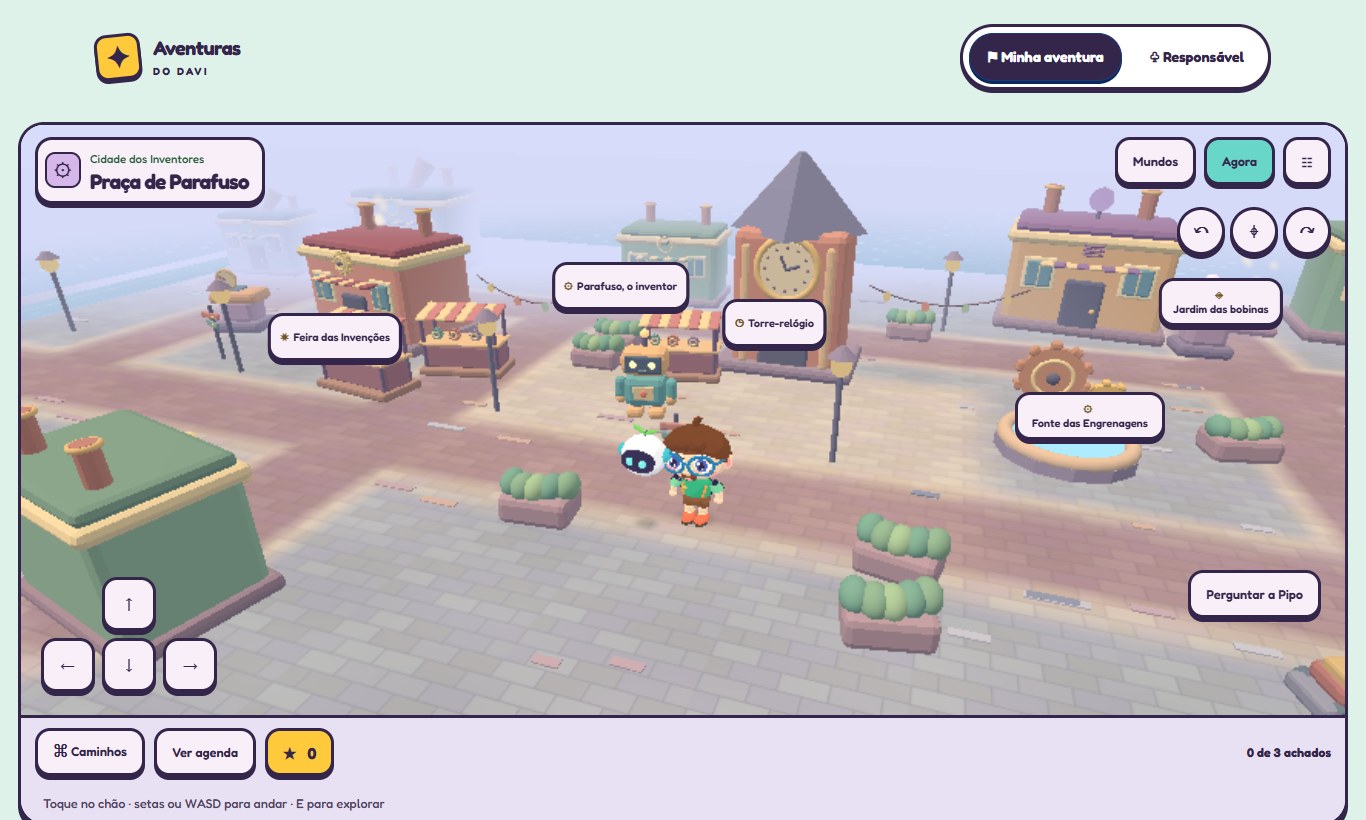 Aventuras
DO DAVI
Minha aventura
Responsável
Cidade dos Inventores
Praça de Parafuso
Mundos
Agora
Parafuso, o inventor
Jardim das bobinas
Feira das Invenções
Torre-relógio
Fonte das Engrenagens
Perguntar a Pipo
Caminhos
Ver agenda
0
0 de 3 achados
Toque no chão · setas ou WASD para andar · E para explorar